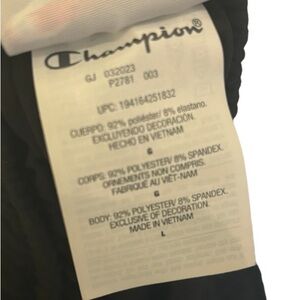 Champion
GJ 032023
P2781 003
UPC: 194164251832
CUERPO: 92% poliéster/ 8% elastano.
EXCLUYENDO DECORACIÓN.
HECHO EN VIETNAM
G
CORPS: 92% POLYESTER/ 8% SPANDEX.
ORNEMENTS NON COMPRIS.
FABRIQUÉ AU VIÊT-NAM
G
BODY: 92% POLYESTER/ 8% SPANDEX.
EXCLUSIVE OF DECORATION.
MADE IN VIETNAM
L